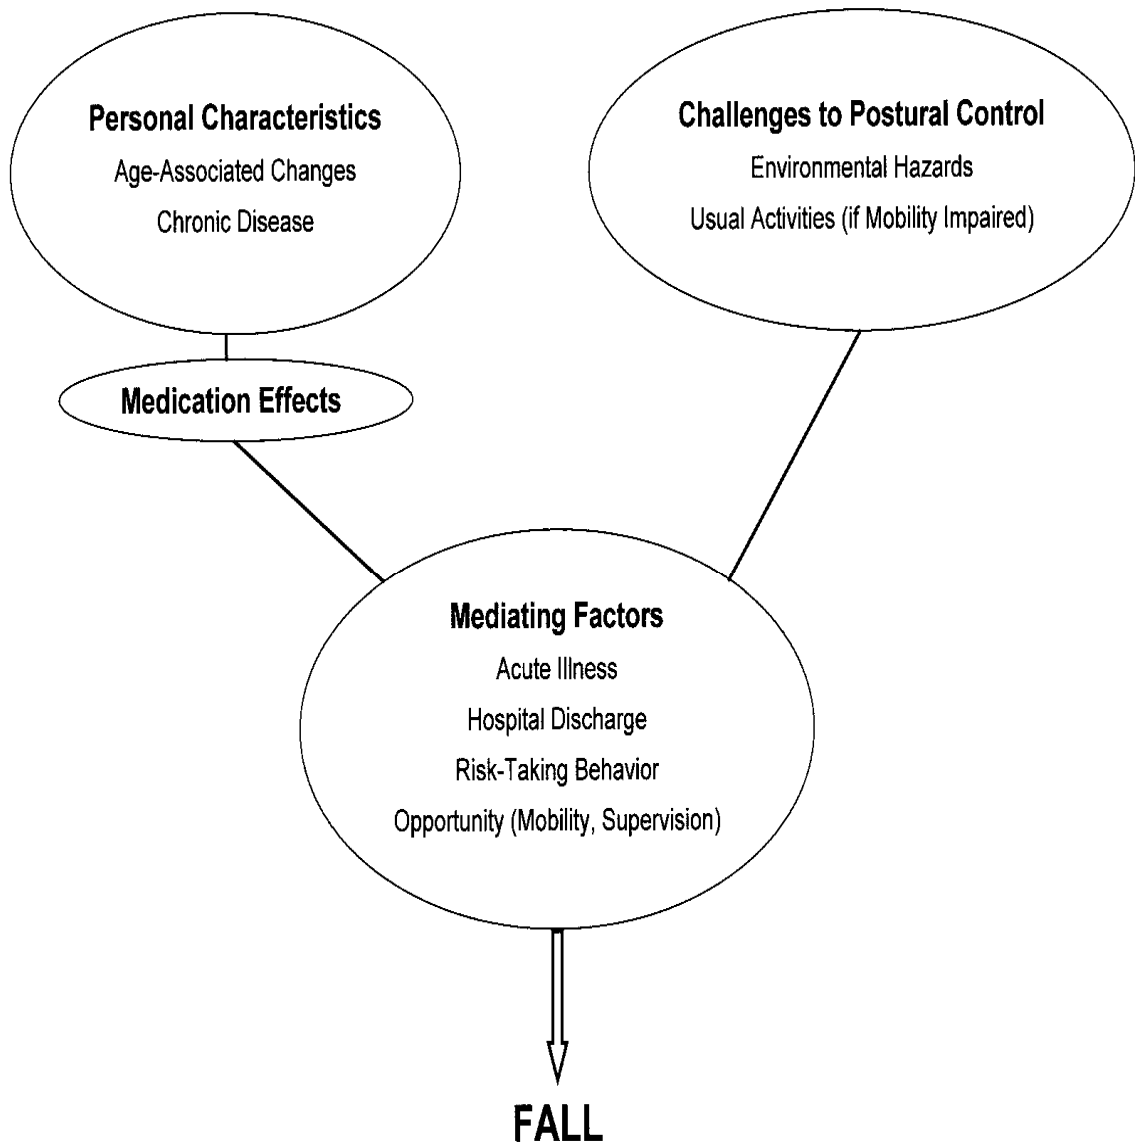 Personal Characteristics
Age-Associated Changes
Chronic Disease
Challenges to Postural Control
Environmental Hazards
Usual Activities (if Mobility Impaired)
Medication Effects
Mediating Factors
Acute Illness
Hospital Discharge
Risk-Taking Behavior
Opportunity (Mobility, Supervision)
FALL